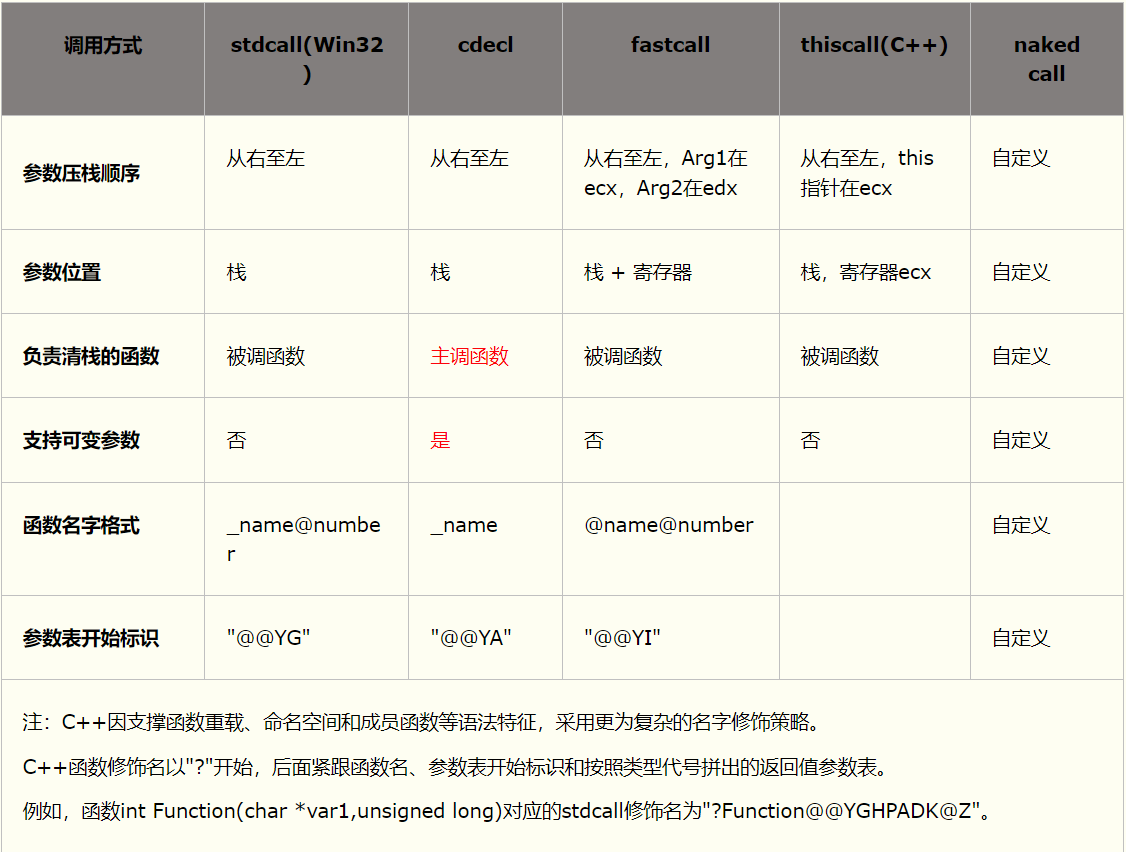 调用方式 stdcall(Win32 cdecl fastcall thiscall(C++) naked
) call
参数压栈顺序 从右至左 从右至左 从右至左，Arg1在 从右至左，this 自定义
ecx，Arg2在edx 指针在ecx
参数位置 栈 栈 栈 + 寄存器 栈，寄存器ecx 自定义
负责清栈的函数 被调函数 主调函数 被调函数 被调函数 自定义
支持可变参数 否 是 否 否 自定义
函数名字格式 _name@numbe _name @name@number 自定义
r
参数表开始标识 "@@YG" "@@YA" "@@YI" 自定义
注：C++因支撑函数重载、命名空间和成员函数等语法特征，采用更为复杂的名字修饰策略。
C++函数修饰名以"?"开始，后面紧跟函数名、参数表开始标识和按照类型代号拼出的返回值参数表。
例如，函数int Function(char *var1,unsigned long)对应的stdcall修饰名为"?Function@@YGHPADK@Z"。